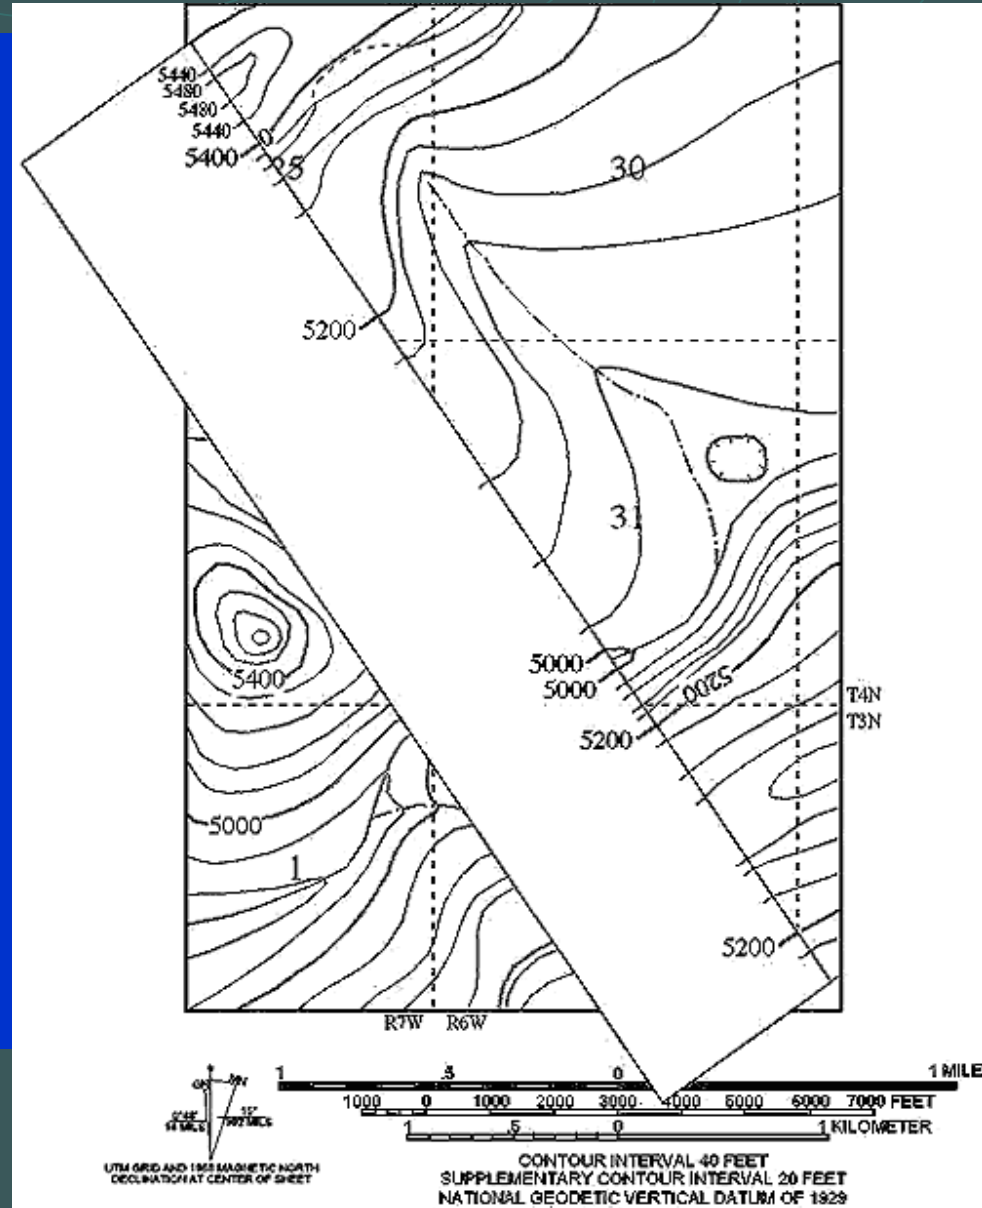 5440
5480
5480
5440
0
5400
25
30
5200
31
5400
5000
5000
5200
5200
T4N
T3N
5000
1
5200
R7W R6W
1 .5 0 1 MILE
1000 0 1000 2000 3000 4000 5000 6000 7000 FEET
1 .5 0 1 KILOMETER
GN MN
UTM GRID AND 1968 MAGNETIC NORTH
DECLINATION AT CENTER OF SHEET
CONTOUR INTERVAL 40 FEET
SUPPLEMENTARY CONTOUR INTERVAL 20 FEET
NATIONAL GEODETIC VERTICAL DATUM OF 1929